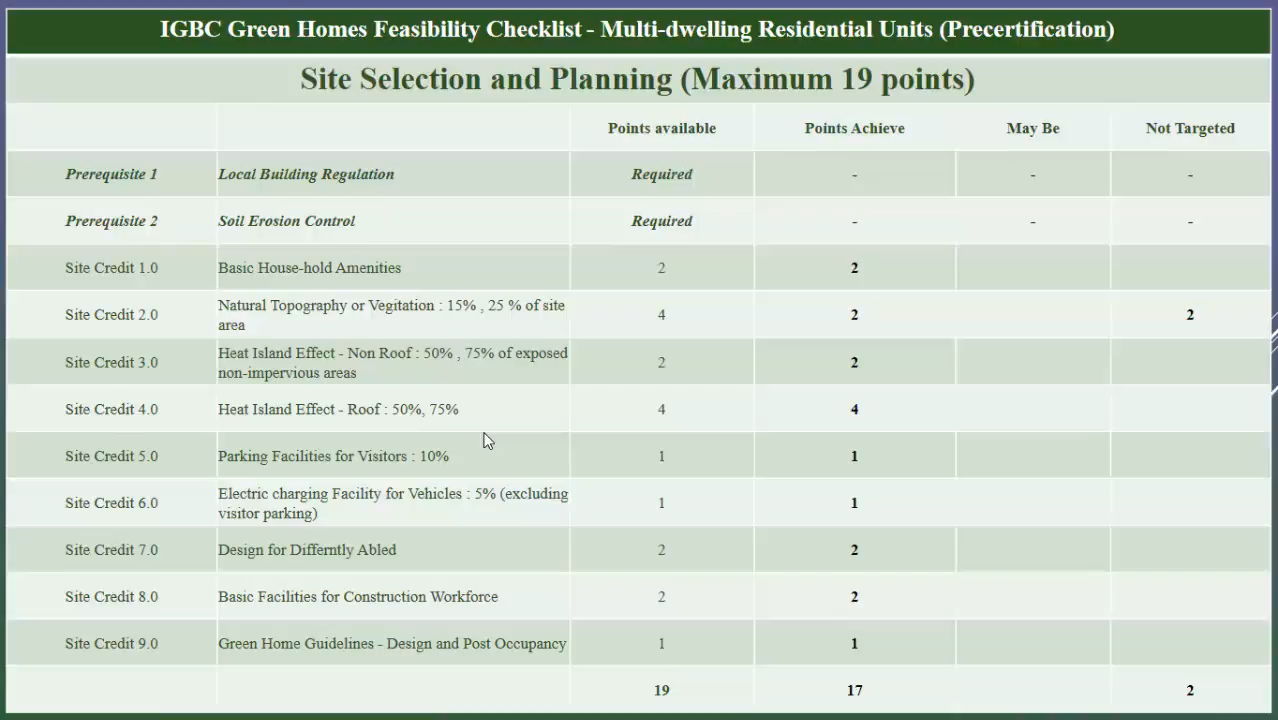 IGBC Green Homes Feasibility Checklist - Multi-dwelling Residential Units (Precertification)
Site Selection and Planning (Maximum 19 points)
Points available Points Achieve May Be Not Targeted
Prerequisite 1 Local Building Regulation Required - - -
Prerequisite 2 Soil Erosion Control Required - - -
Site Credit 1.0 Basic House-hold Amenities 2 2
Site Credit 2.0 Natural Topography or Vegitation : 15% , 25 % of site
area 4 2 2
Site Credit 3.0 Heat Island Effect - Non Roof : 50% , 75% of exposed
non-impervious areas 2 2
Site Credit 4.0 Heat Island Effect - Roof : 50%, 75% 4 4
Site Credit 5.0 Parking Facilities for Visitors : 10% 1 1
Site Credit 6.0 Electric charging Facility for Vehicles : 5% (excluding
visitor parking) 1 1
Site Credit 7.0 Design for Differntly Abled 2 2
Site Credit 8.0 Basic Facilities for Construction Workforce 2 2
Site Credit 9.0 Green Home Guidelines - Design and Post Occupancy 1 1
19 17 2